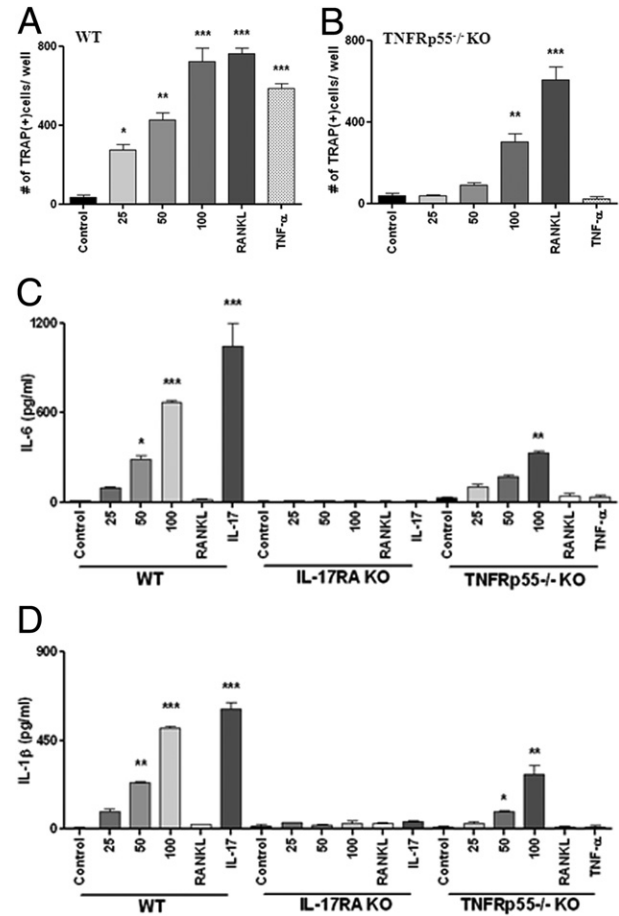 A
WT
# of TRAP(+)cells/ well
800
400
0
*
**
***
***
***
Control
25
50
100
RANKL
TNF-α
B
TNFRp55-/- KO
# of TRAP(+)cells/ well
800
400
0
**
***
Control
25
50
100
RANKL
TNF-α
C
IL-6 (pg/ml)
1200
600
0
*
***
***
**
Control
25
50
100
RANKL
IL-17
Control
25
50
100
RANKL
IL-17
Control
25
50
100
RANKL
TNF-α
WT
IL-17RA KO
TNFRp55-/- KO
D
IL-1β (pg/ml)
900
450
0
**
***
***
*
**
Control
25
50
100
RANKL
IL-17
Control
25
50
100
RANKL
IL-17
Control
25
50
100
RANKL
TNF-α
WT
IL-17RA KO
TNFRp55-/- KO